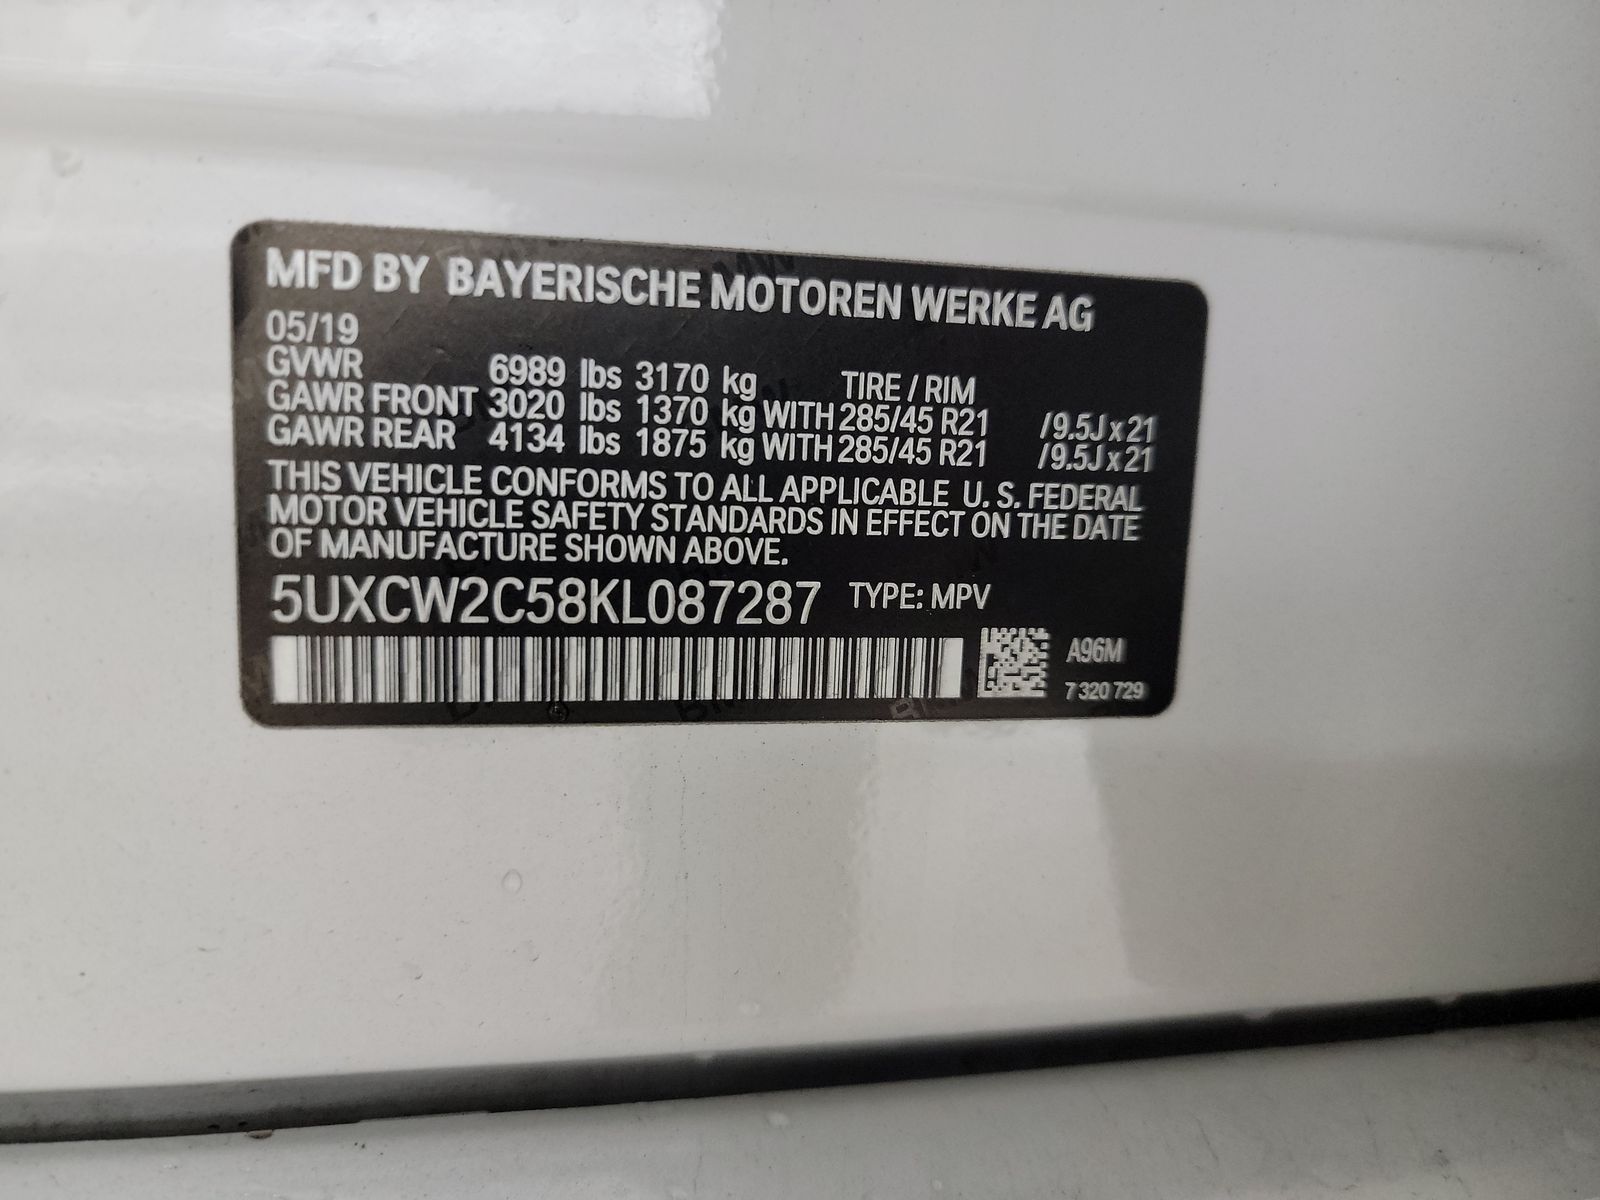 MFD BY BAYERISCHE MOTOREN WERKE AG
05/19
GVWR 6989 lbs 3170 kg TIRE / RIM
GAWR FRONT 3020 lbs 1370 kg WITH 285/45 R21 /9.5J x 21
GAWR REAR 4134 lbs 1875 kg WITH 285/45 R21 /9.5J x 21
THIS VEHICLE CONFORMS TO ALL APPLICABLE U. S. FEDERAL
MOTOR VEHICLE SAFETY STANDARDS IN EFFECT ON THE DATE
OF MANUFACTURE SHOWN ABOVE.
5UXCW2C58KL087287 TYPE: MPV
A96M
7 320 729